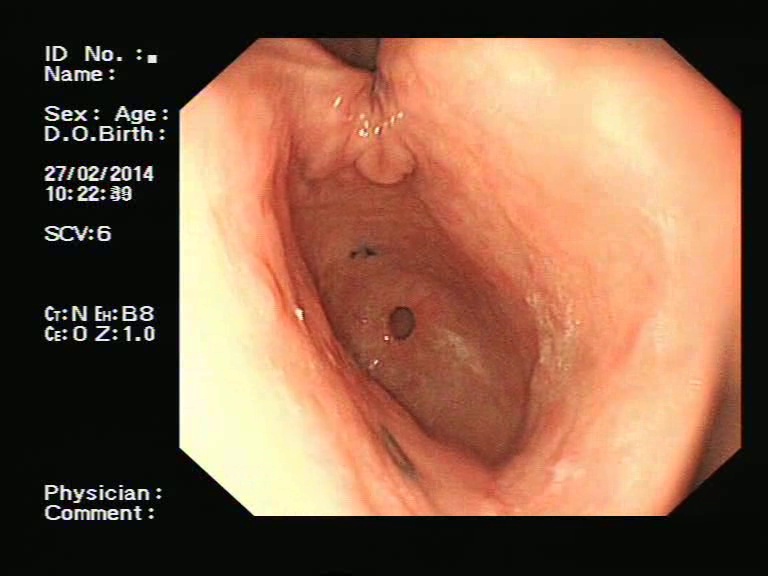 ID No. :
Name:
Sex: Age:
D.O.Birth:
27/02/2014
10:22:39
SCV:6
CT:N EH:B8
CE:0 Z:1.0
Physician:
Comment: